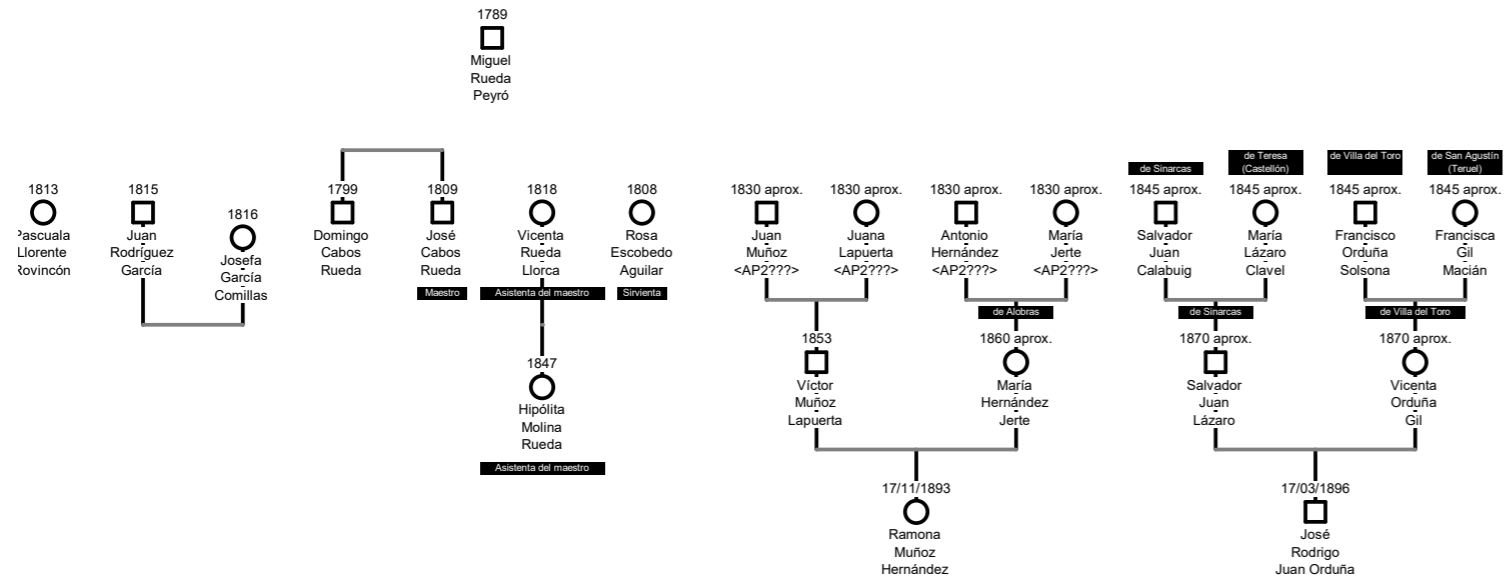 1789
Miguel
Rueda
Peyró
de Sinarcas
de Teresa
(Castellón)
de Villa del Toro
de San Agustín
(Teruel)
1813
Pascuala
Llorente
Rovincón
1815
Juan
Rodríguez
García
1816
Josefa
García
Comillas
1799
Domingo
Cabos
Rueda
1809
José
Cabos
Rueda
Maestro
1818
Vicenta
Rueda
Llorca
Asistenta del maestro
1808
Rosa
Escobedo
Aguilar
Sirvienta
1830 aprox.
Juan
Muñoz
<AP2???>
1830 aprox.
Juana
Lapuerta
<AP2???>
1830 aprox.
Antonio
Hernández
<AP2???>
1830 aprox.
María
Jerte
<AP2???>
1845 aprox.
Salvador
Juan
Calabuig
1845 aprox.
María
Lázaro
Clavel
1845 aprox.
Francisco
Orduña
Solsona
1845 aprox.
Francisca
Gil
Macián
de Alobras
de Sinarcas
de Villa del Toro
1847
Hipólita
Molina
Rueda
Asistenta del maestro
1853
Víctor
Muñoz
Lapuerta
1860 aprox.
María
Hernández
Jerte
1870 aprox.
Salvador
Juan
Lázaro
1870 aprox.
Vicenta
Orduña
Gil
17/11/1893
Ramona
Muñoz
Hernández
17/03/1896
José
Rodrigo
Juan Orduña